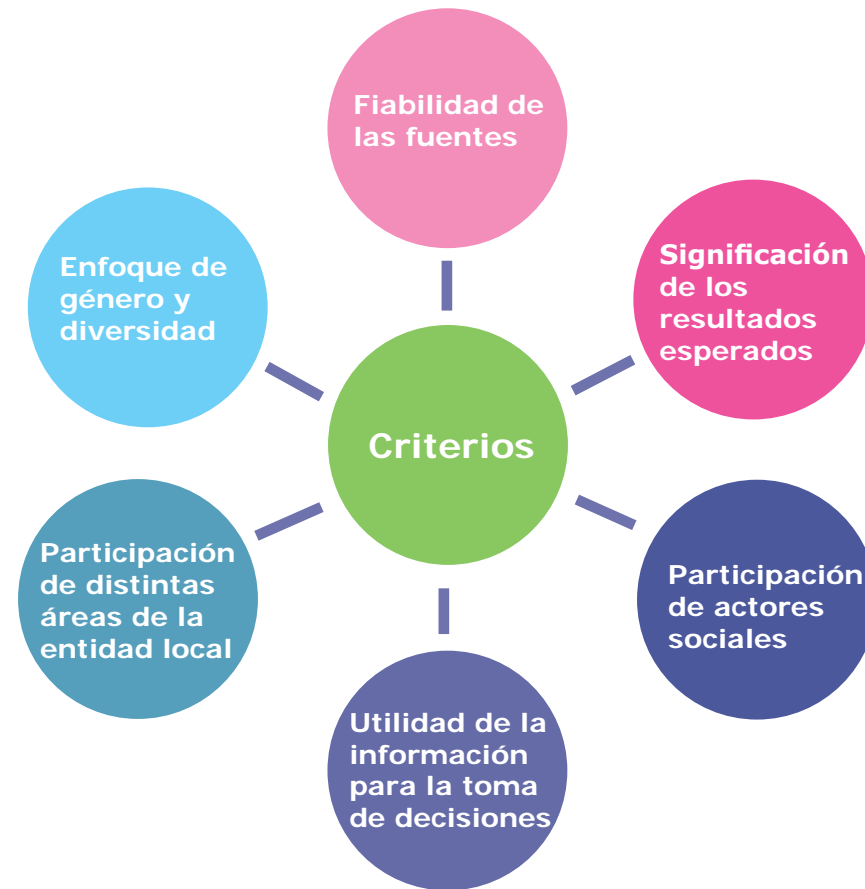 Fiabilidad de
las fuentes
Significación
de los
resultados
esperados
Enfoque de
género y
diversidad
Criterios
Participación
de distintas
áreas de la
entidad local
Participación
de actores
sociales
Utilidad de la
información
para la toma
de decisiones